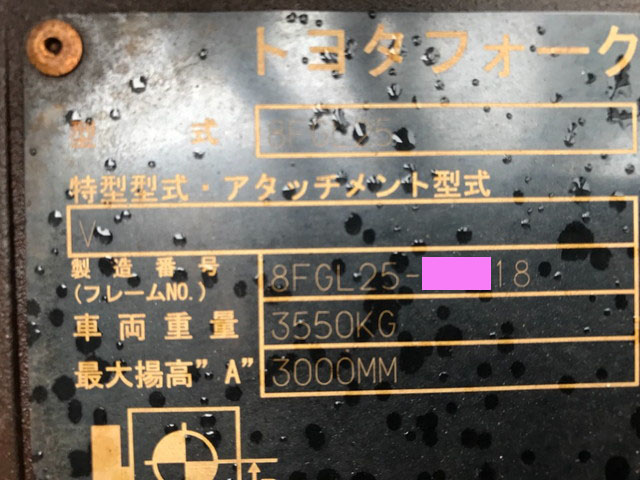 トヨタフォーク
型 式
特型型式・アタッチメント型式
V
製造番号 8FGL25- 18
(フレームNO.)
車両重量 3550KG
最大揚高"A" 3000MM